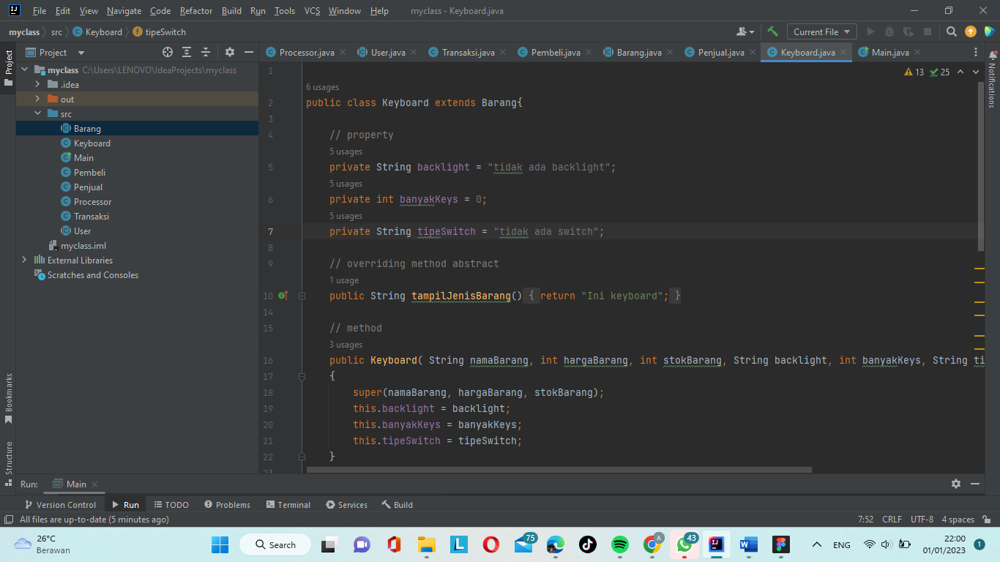 File Edit View Navigate Code Refactor Build Run Tools VCS Window Help myclass - Keyboard.java
myclass src Keyboard tipeSwitch Current File
Project
Project
Processor.java User.java Transaksi.java Pembeli.java Barang.java Penjual.java Keyboard.java Main.java
Notifications
myclass C:\Users\LENOVO\IdeaProjects\myclass
.idea
out
src
Barang
Keyboard
Main
Pembeli
Penjual
Processor
Transaksi
User
myclass.iml
External Libraries
Scratches and Consoles
Bookmarks
Structure
13 25
1
6 usages
2 public class Keyboard extends Barang{
3
4 // property
5 usages
5 private String backlight = "tidak ada backlight";
5 usages
6 private int banyakKeys = 0;
5 usages
7 private String tipeSwitch = "tidak ada switch";
8
9 // overriding method abstract
1 usage
10 public String tampilJenisBarang() { return "Ini keyboard"; }
14
15 // method
3 usages
16 public Keyboard( String namaBarang, int hargaBarang, int stokBarang, String backlight, int banyakKeys, String ti
17 {
18 super(namaBarang, hargaBarang, stokBarang);
19 this.backlight = backlight;
20 this.banyakKeys = banyakKeys;
21 this.tipeSwitch = tipeSwitch;
22 }
23
Run: Main
Version Control Run TODO Problems Terminal Services Build
All files are up-to-date (5 minutes ago) 7:52 CRLF UTF-8 4 spaces
26°C
Berawan
Search
L
75
A
43
W
ENG
22:00
01/01/2023
1